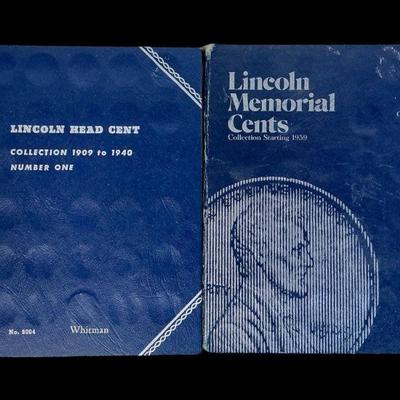 LINCOLN HEAD CENT
COLLECTION 1909 to 1940
NUMBER ONE
No. 9004
Whitman
Lincoln
Memorial
Cents
Collection Starting 1959